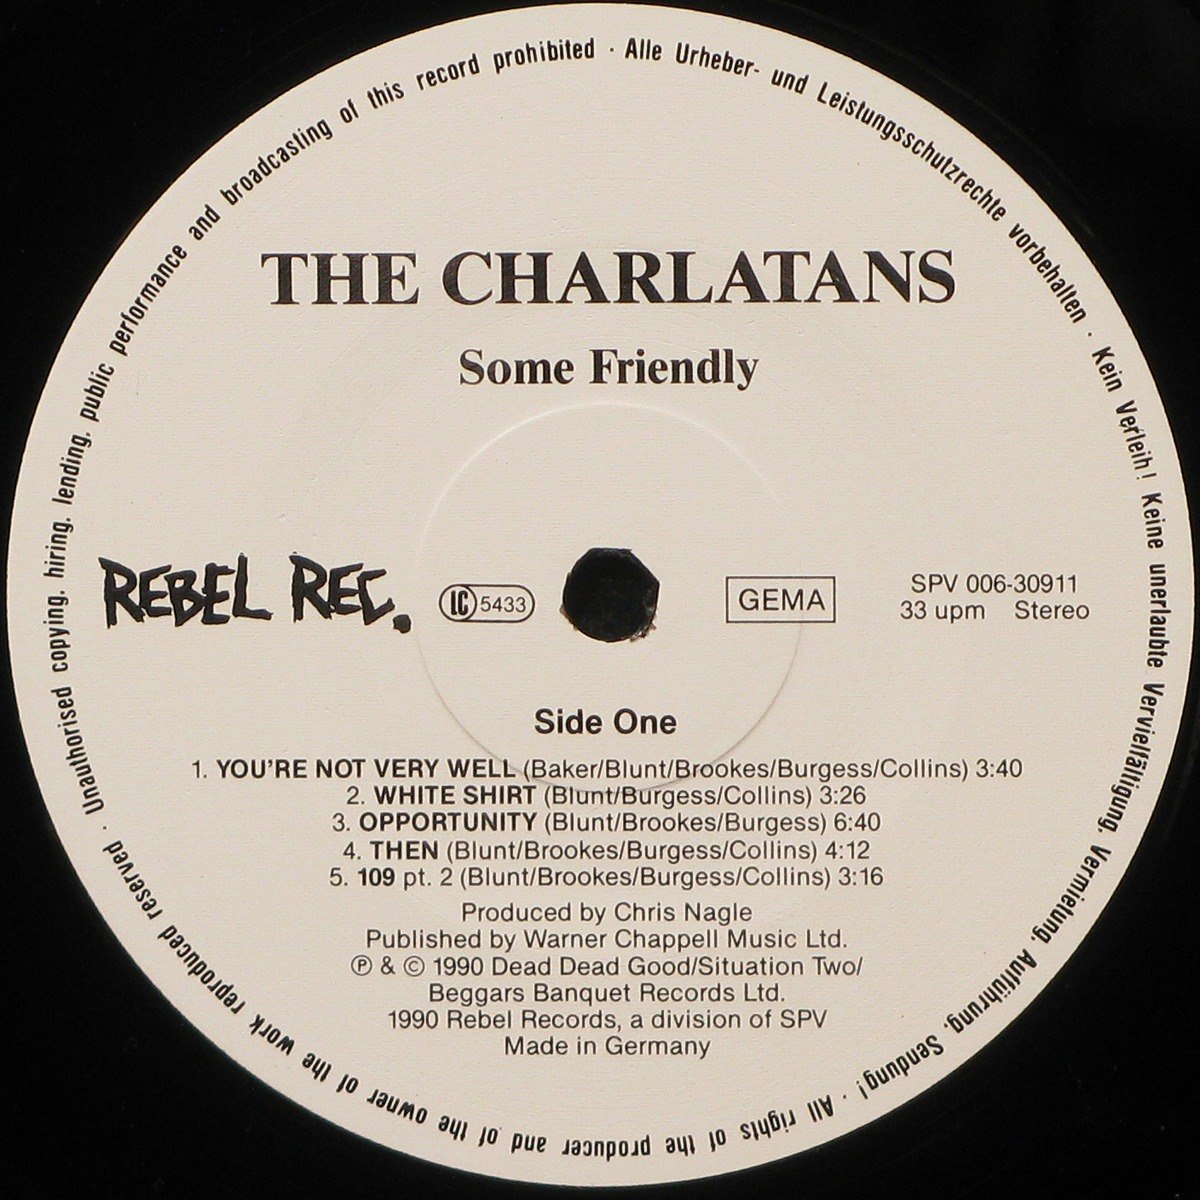 THE CHARLATANS
Some Friendly
REBEL REC.
LC 5433
GEMA
SPV 006-30911
33 upm Stereo
Side One
1. YOU'RE NOT VERY WELL (Baker/Blunt/Brookes/Burgess/Collins) 3:40
2. WHITE SHIRT (Blunt/Burgess/Collins) 3:26
3. OPPORTUNITY (Blunt/Brookes/Burgess) 6:40
4. THEN (Blunt/Brookes/Burgess/Collins) 4:12
5. 109 pt. 2 (Blunt/Brookes/Burgess/Collins) 3:16
Produced by Chris Nagle
Published by Warner Chappell Music Ltd.
℗ & © 1990 Dead Dead Good/Situation Two/
Beggars Banquet Records Ltd.
1990 Rebel Records, a division of SPV
Made in Germany
Unauthorised copying, hiring, lending, public performance and broadcasting of this record prohibited · Alle Urheber- und Leistungsschutzrechte vorbehalten · Kein Verleih! Keine unerlaubte Vervielfältigung, Vermietung, Aufführung, Sendung! · All rights of the producer and of the owner of the work reproduced reserved ·